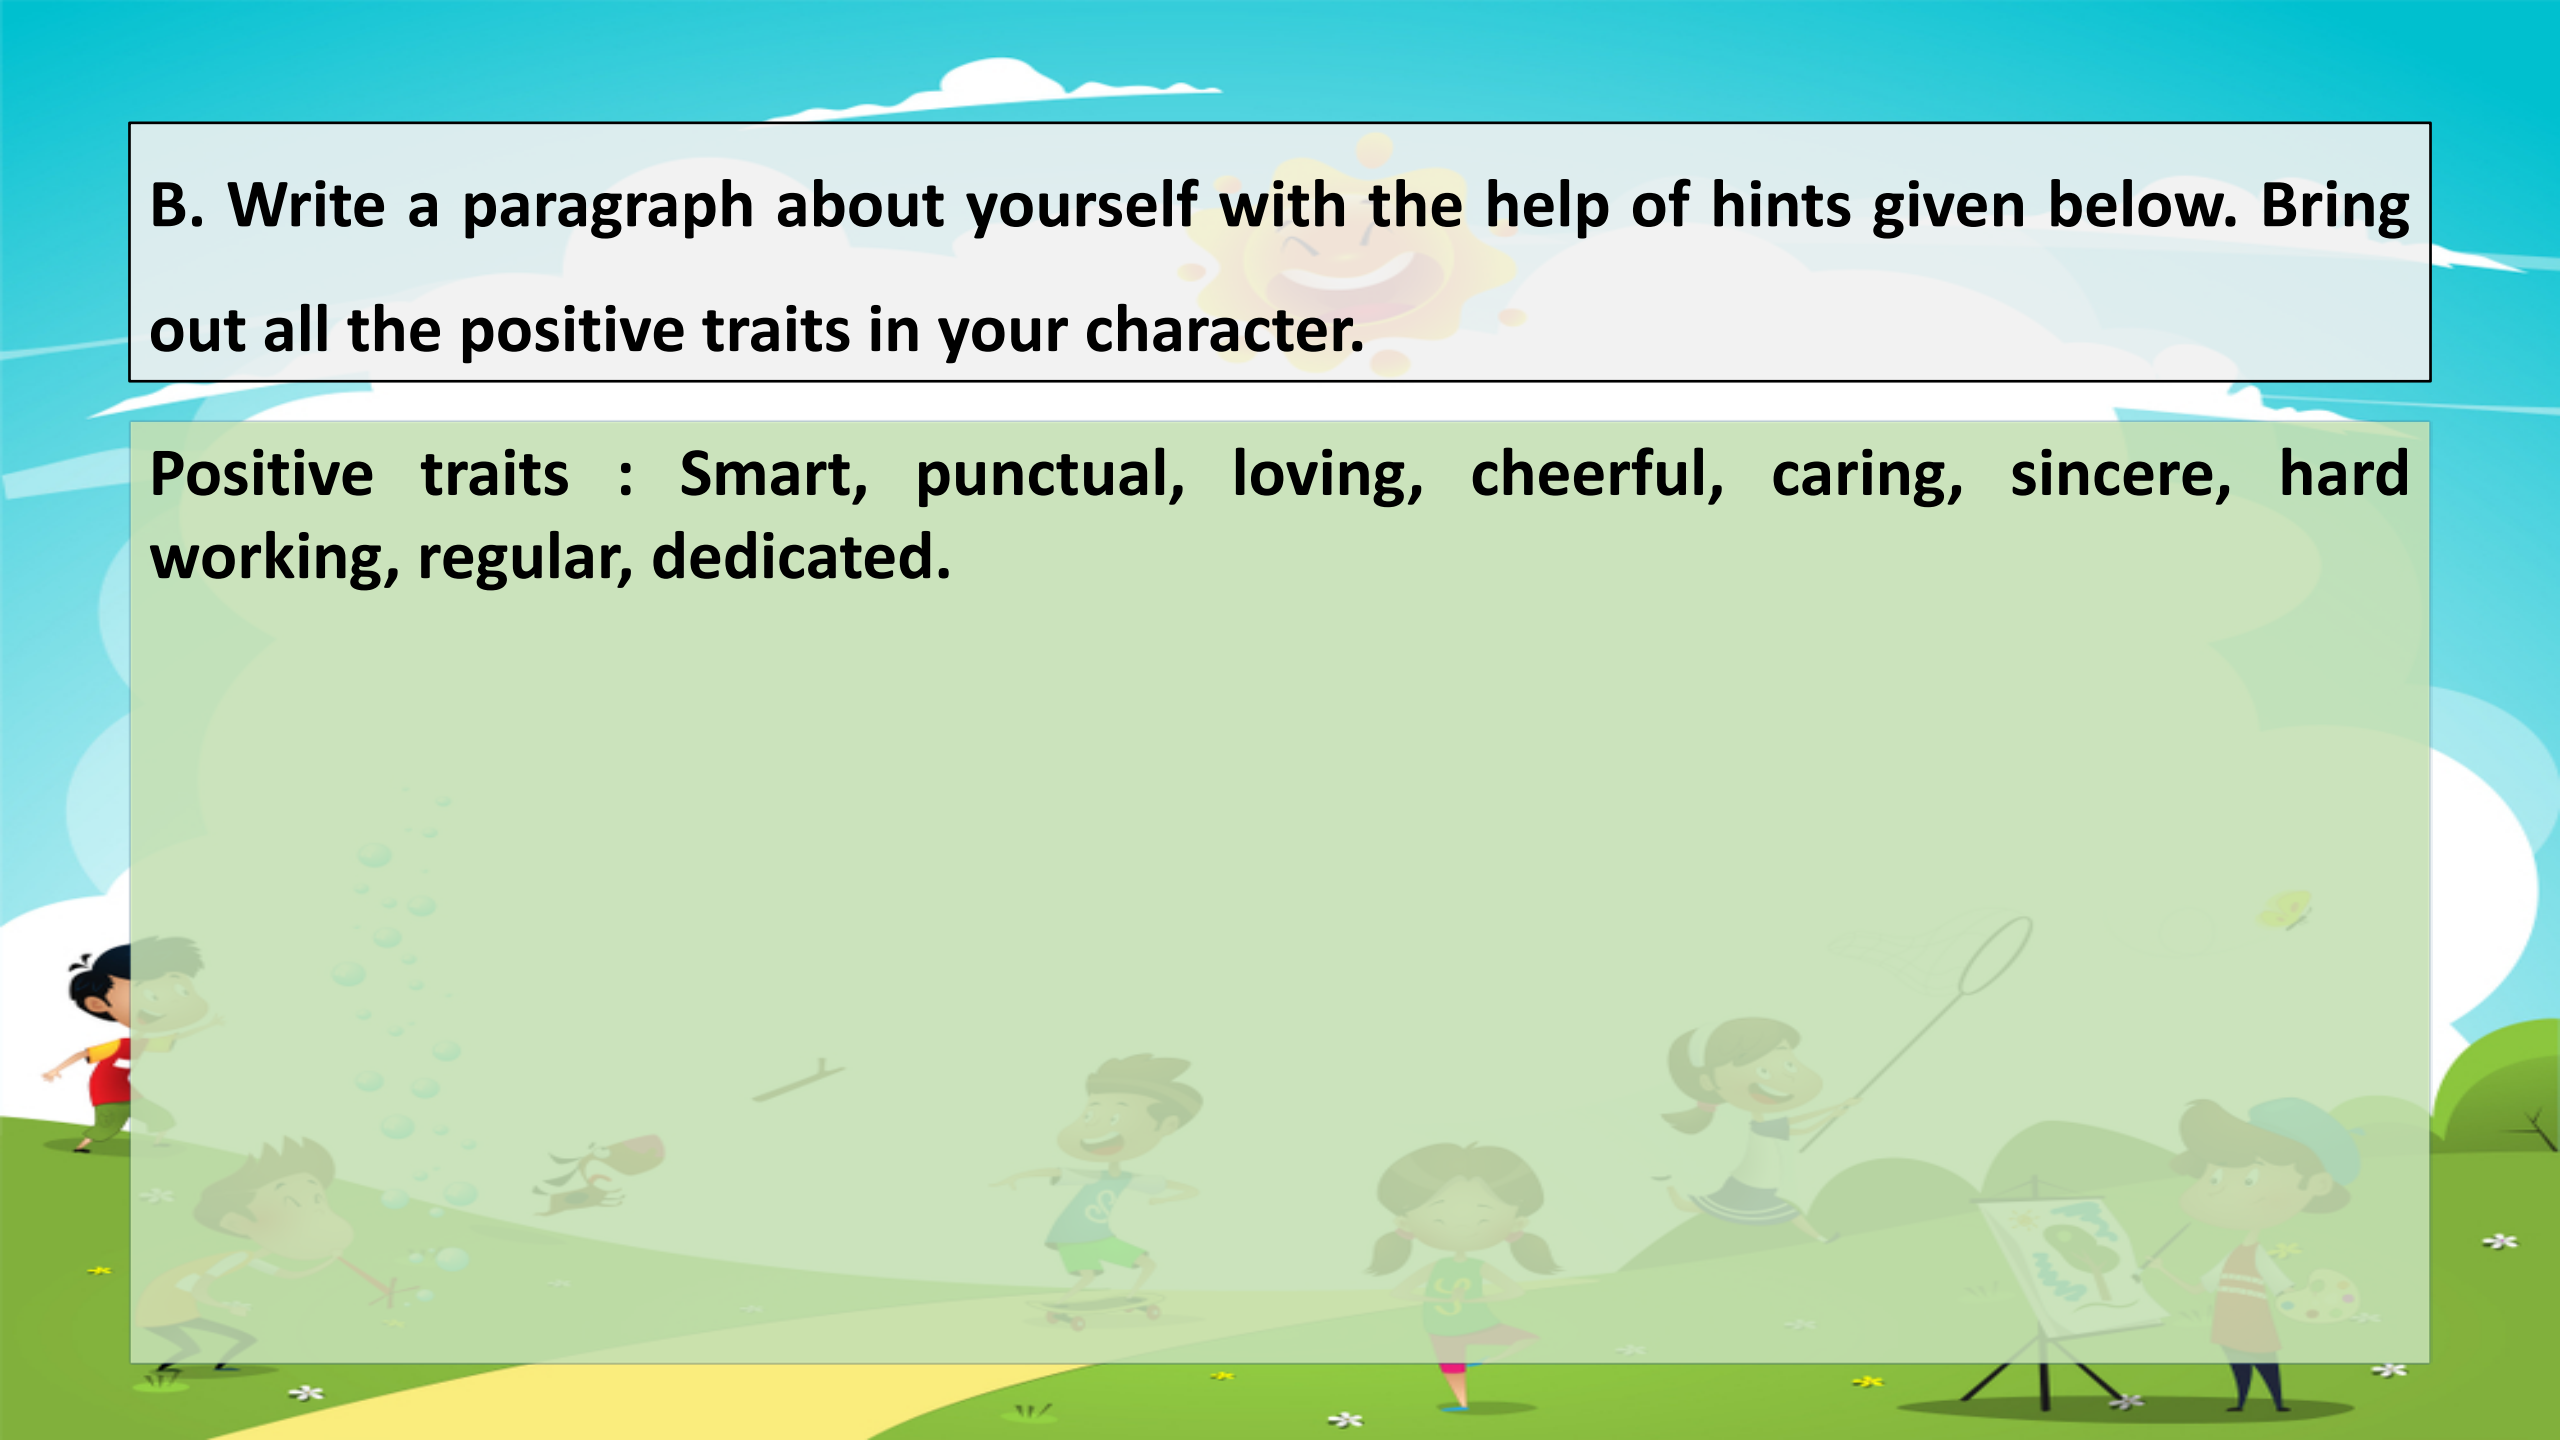 B. Write a paragraph about yourself with the help of hints given below. Bring
out all the positive traits in your character.
Positive traits : Smart, punctual, loving, cheerful, caring, sincere, hard
working, regular, dedicated.